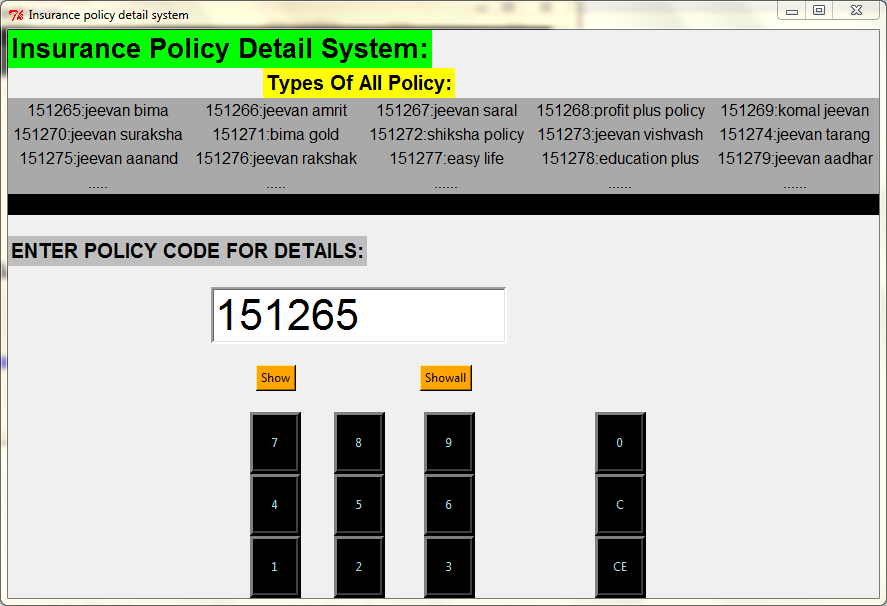 Insurance policy detail system
Insurance Policy Detail System:
Types Of All Policy:
151265:jeevan bima 151266:jeevan amrit 151267:jeevan saral 151268:profit plus policy 151269:komal jeevan
151270:jeevan suraksha 151271:bima gold 151272:shiksha policy 151273:jeevan vishvash 151274:jeevan tarang
151275:jeevan aanand 151276:jeevan rakshak 151277:easy life 151278:education plus 151279:jeevan aadhar
..... ..... ...... ...... ......
ENTER POLICY CODE FOR DETAILS:
151265
Show Showall
7 8 9 0
4 5 6 C
1 2 3 CE